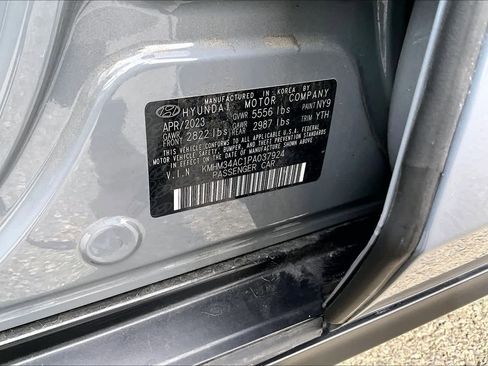 MANUFACTURED IN KOREA BY
HYUNDAI MOTOR COMPANY
APR/2023 GVWR 5556 lbs PAINT NY9
GAWR FRONT 2822 lbs GAWR REAR 2987 lbs TRIM YTH
THIS VEHICLE CONFORMS TO ALL APPLICABLE U.S.A. FEDERAL MOTOR
VEHICLE SAFETY, BUMPER, AND THEFT PREVENTION STANDARDS
IN EFFECT ON THE DATE OF MANUFACTURE SHOWN ABOVE.
V.I.N KMHM34AC1PA037924
PASSENGER CAR